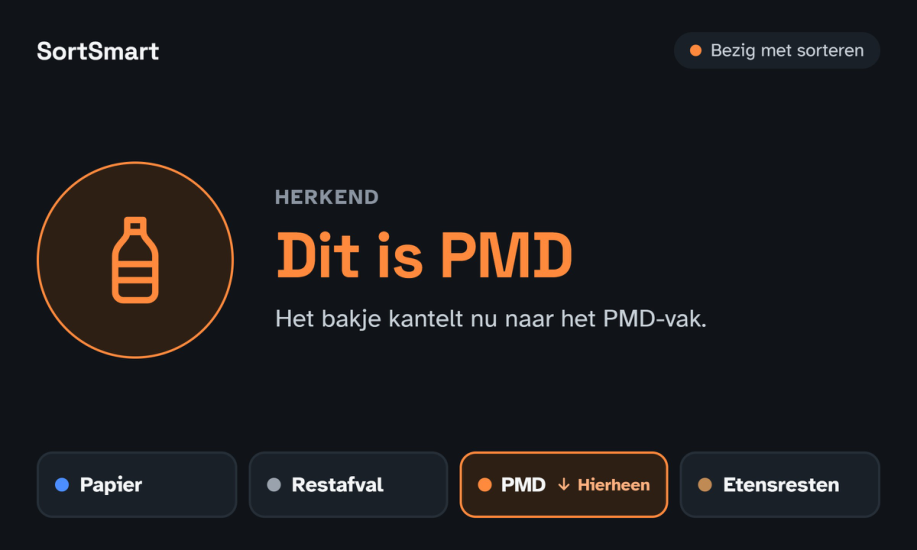 SortSmart
Bezig met sorteren
HERKEND
Dit is PMD
Het bakje kantelt nu naar het PMD-vak.
Papier
Restafval
PMD ↓ Hierheen
Etensresten